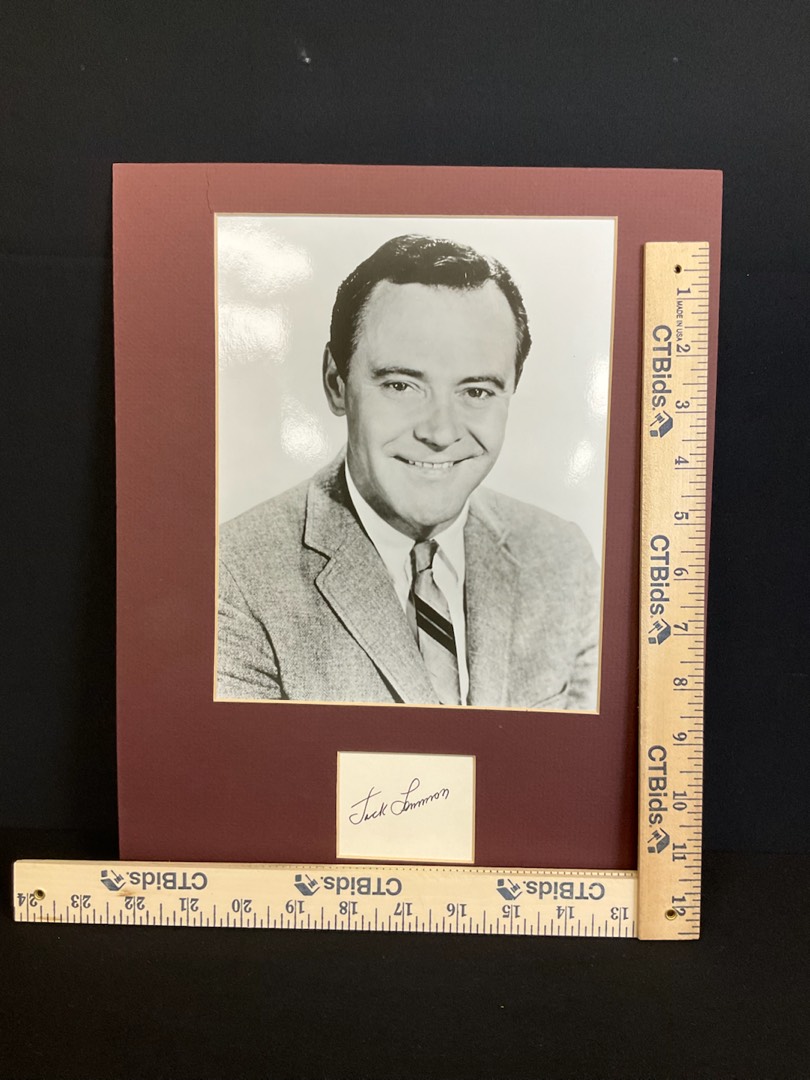 1
MADE IN USA
2
CTBids.
3
4
5
6
CTBids.
7
8
9
10
CTBids.
11
12
Jack Lemmon
24 23 22 21 20 19 18 17 16 15 14 13
CTBids. CTBids. CTBids.